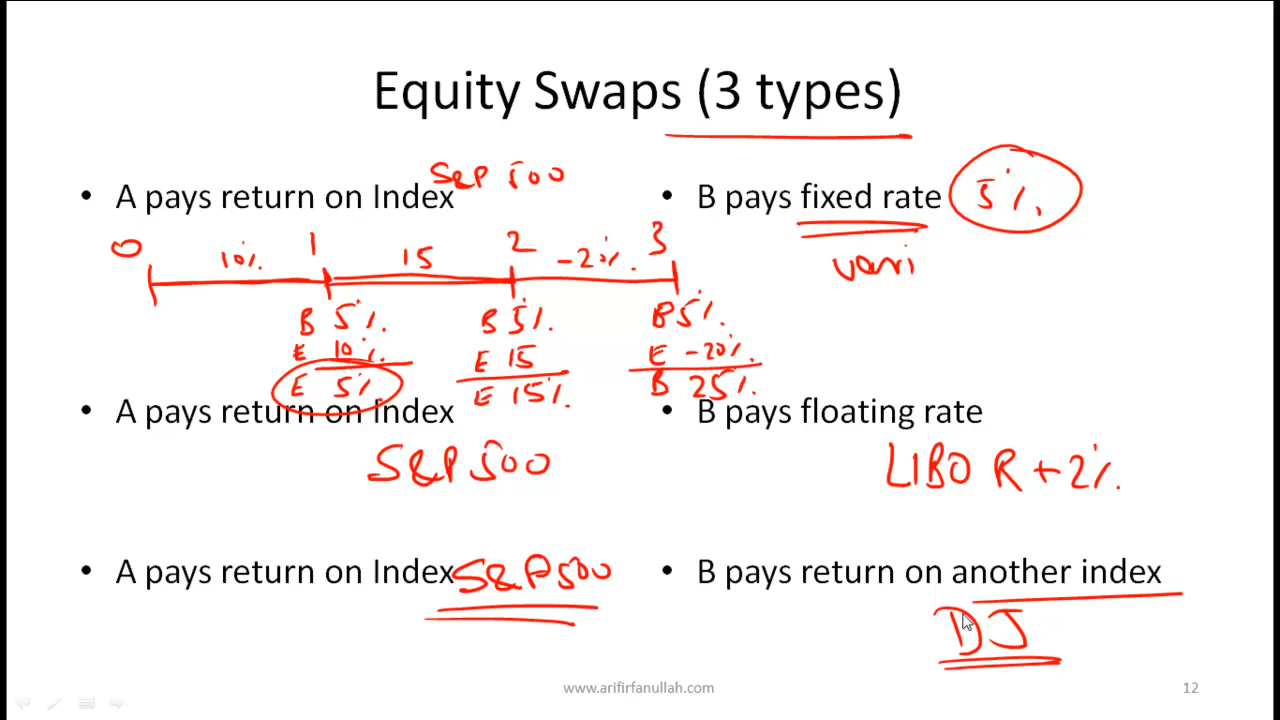 Equity Swaps (3 types)
• A pays return on Index S&P 500
• B pays fixed rate 5%
vari
0 10% 1 15 2 -20% 3
B 5% B 5% B 5%
E 10% E 15 E -20%
E 5% E 15% B 25%
• A pays return on Index
• B pays floating rate
S&P 500
LIBOR + 2%
• A pays return on Index S&P 500
• B pays return on another index
DJ
www.arifirfanullah.com
12